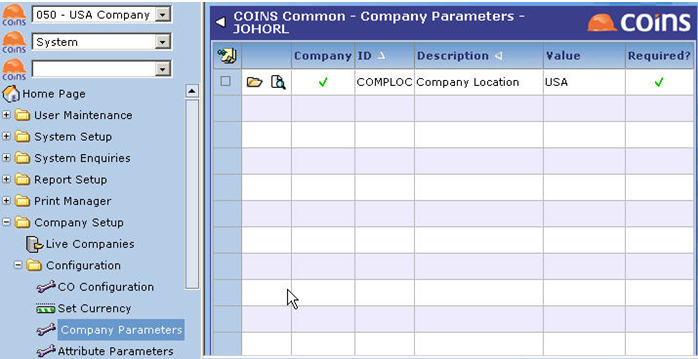 coins
050 - USA Company
coins
System
coins
Home Page
User Maintenance
System Setup
System Enquiries
Report Setup
Print Manager
Company Setup
Live Companies
Configuration
CO Configuration
Set Currency
Company Parameters
Attribute Parameters
COINS Common - Company Parameters -
JOHORL
coins
Company ID Description Value Required?
COMPLOC Company Location USA